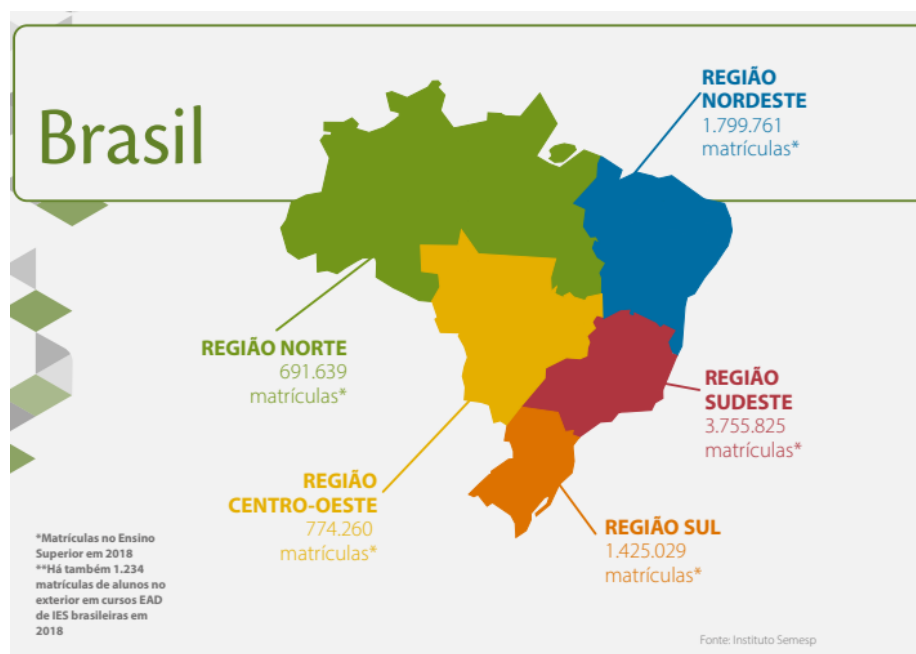 Brasil
REGIÃO
NORDESTE
1.799.761
matrículas*
REGIÃO NORTE
691.639
matrículas*
REGIÃO
SUDESTE
3.755.825
matrículas*
REGIÃO
CENTRO-OESTE
774.260
matrículas*
REGIÃO SUL
1.425.029
matrículas*
*Matrículas no Ensino
Superior em 2018
**Há também 1.234
matrículas de alunos no
exterior em cursos EAD
de IES brasileiras em
2018
Fonte: Instituto Semesp